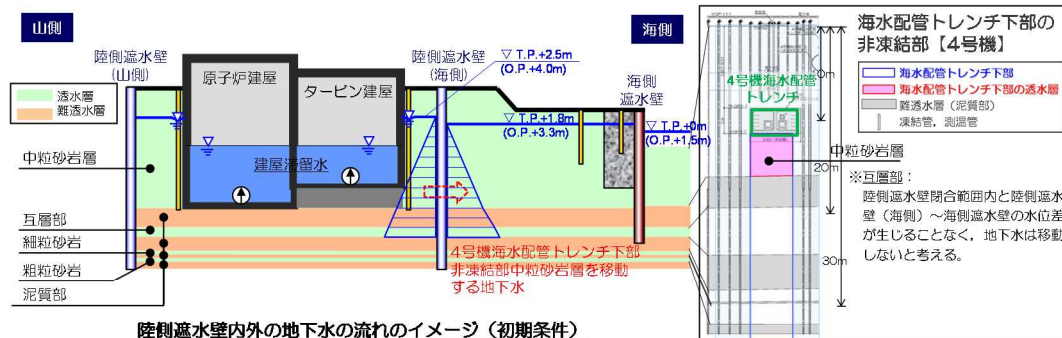 山側
陸側遮水壁
(山側)
原子炉建屋
タービン建屋
陸側遮水壁
(海側)
▽ T.P.+2.5m
(O.P.+4.0m)
海側
海側
遮水壁
▽T.P.+1.8m
(O.P.+3.3m)
▽T.P.+0m
(O.P.+1.5m)
透水層
難透水層
建屋滞留水
中粒砂岩層
互層部
細粒砂岩
粗粒砂岩
泥質部
4号機海水配管トレンチ下部
非凍結部中粒砂岩層を移動
する地下水
陸側遮水壁内外の地下水の流れのイメージ（初期条件）
4号機海水配管
トレンチ
20m
30m
海水配管トレンチ下部の
非凍結部【4号機】
海水配管トレンチ下部
海水配管トレンチ下部の透水層
難透水層（泥質部）
凍結管，測温管
中粒砂岩層
※互層部：
陸側遮水壁閉合範囲内と陸側遮水
壁（海側）～海側遮水壁の水位差
が生じることなく，地下水は移動
しないと考える。